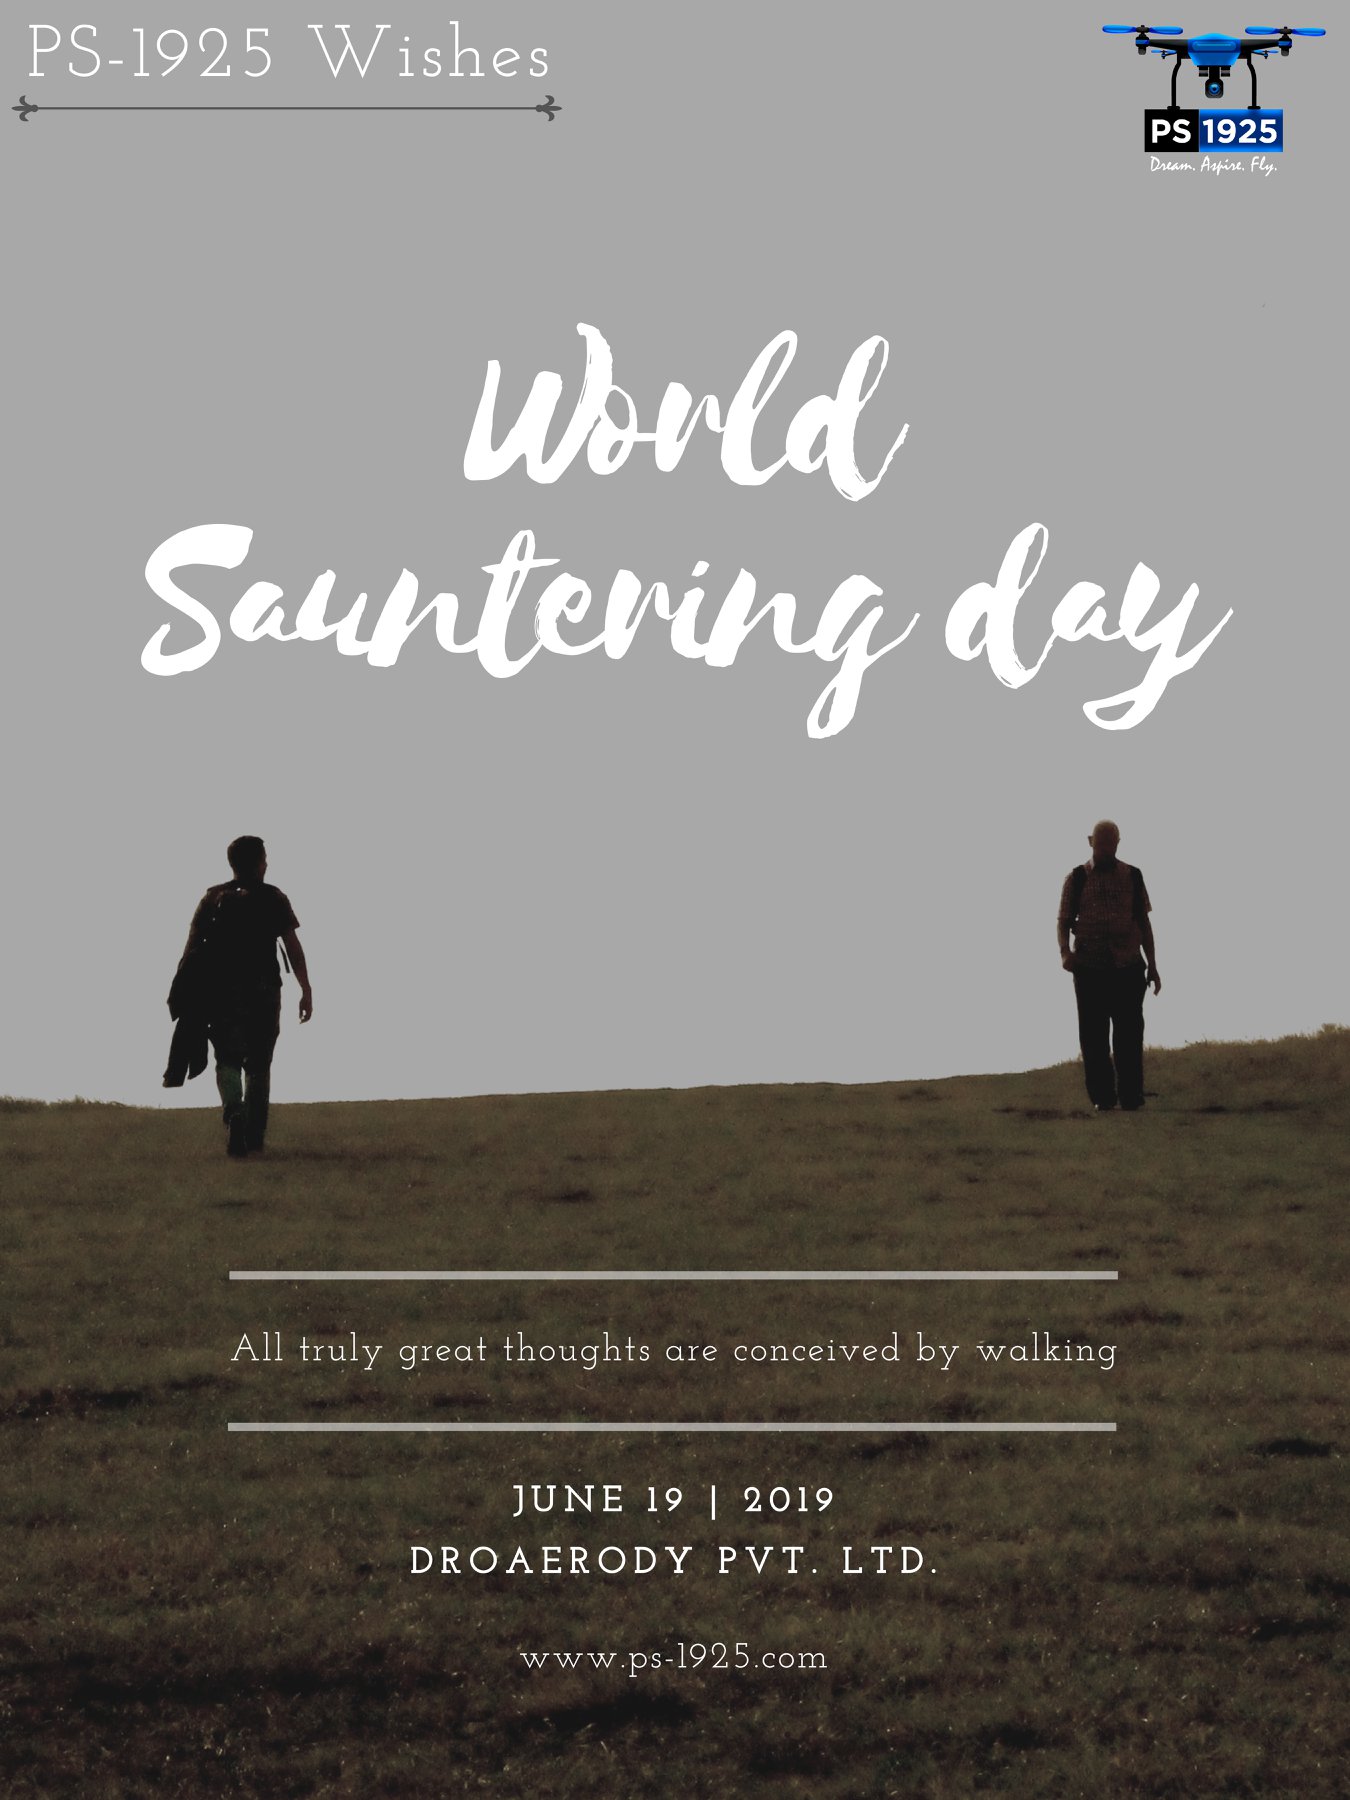 PS-1925 Wishes
PS 1925
Dream. Aspire. Fly.
World
Sauntering day
All truly great thoughts are conceived by walking
JUNE 19 | 2019
DROAERODY PVT. LTD.
www.ps-1925.com